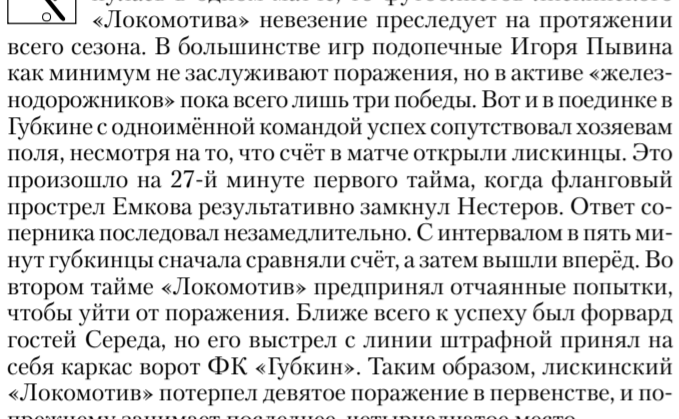 «Локомотива» невезение преследует на протяжении
всего сезона. В большинстве игр подопечные Игоря Пывина
как минимум не заслуживают поражения, но в активе «желез-
нодорожников» пока всего лишь три победы. Вот и в поединке в
Губкине с одноимённой командой успех сопутствовал хозяевам
поля, несмотря на то, что счёт в матче открыли лискинцы. Это
произошло на 27-й минуте первого тайма, когда фланговый
прострел Емкова результативно замкнул Нестеров. Ответ со-
перника последовал незамедлительно. С интервалом в пять ми-
нут губкинцы сначала сравняли счёт, а затем вышли вперёд. Во
втором тайме «Локомотив» предпринял отчаянные попытки,
чтобы уйти от поражения. Ближе всего к успеху был форвард
гостей Середа, но его выстрел с линии штрафной принял на
себя каркас ворот ФК «Губкин». Таким образом, лискинский
«Локомотив» потерпел девятое поражение в первенстве, и по-
прежнему занимает последнее, четырнадцатое место.